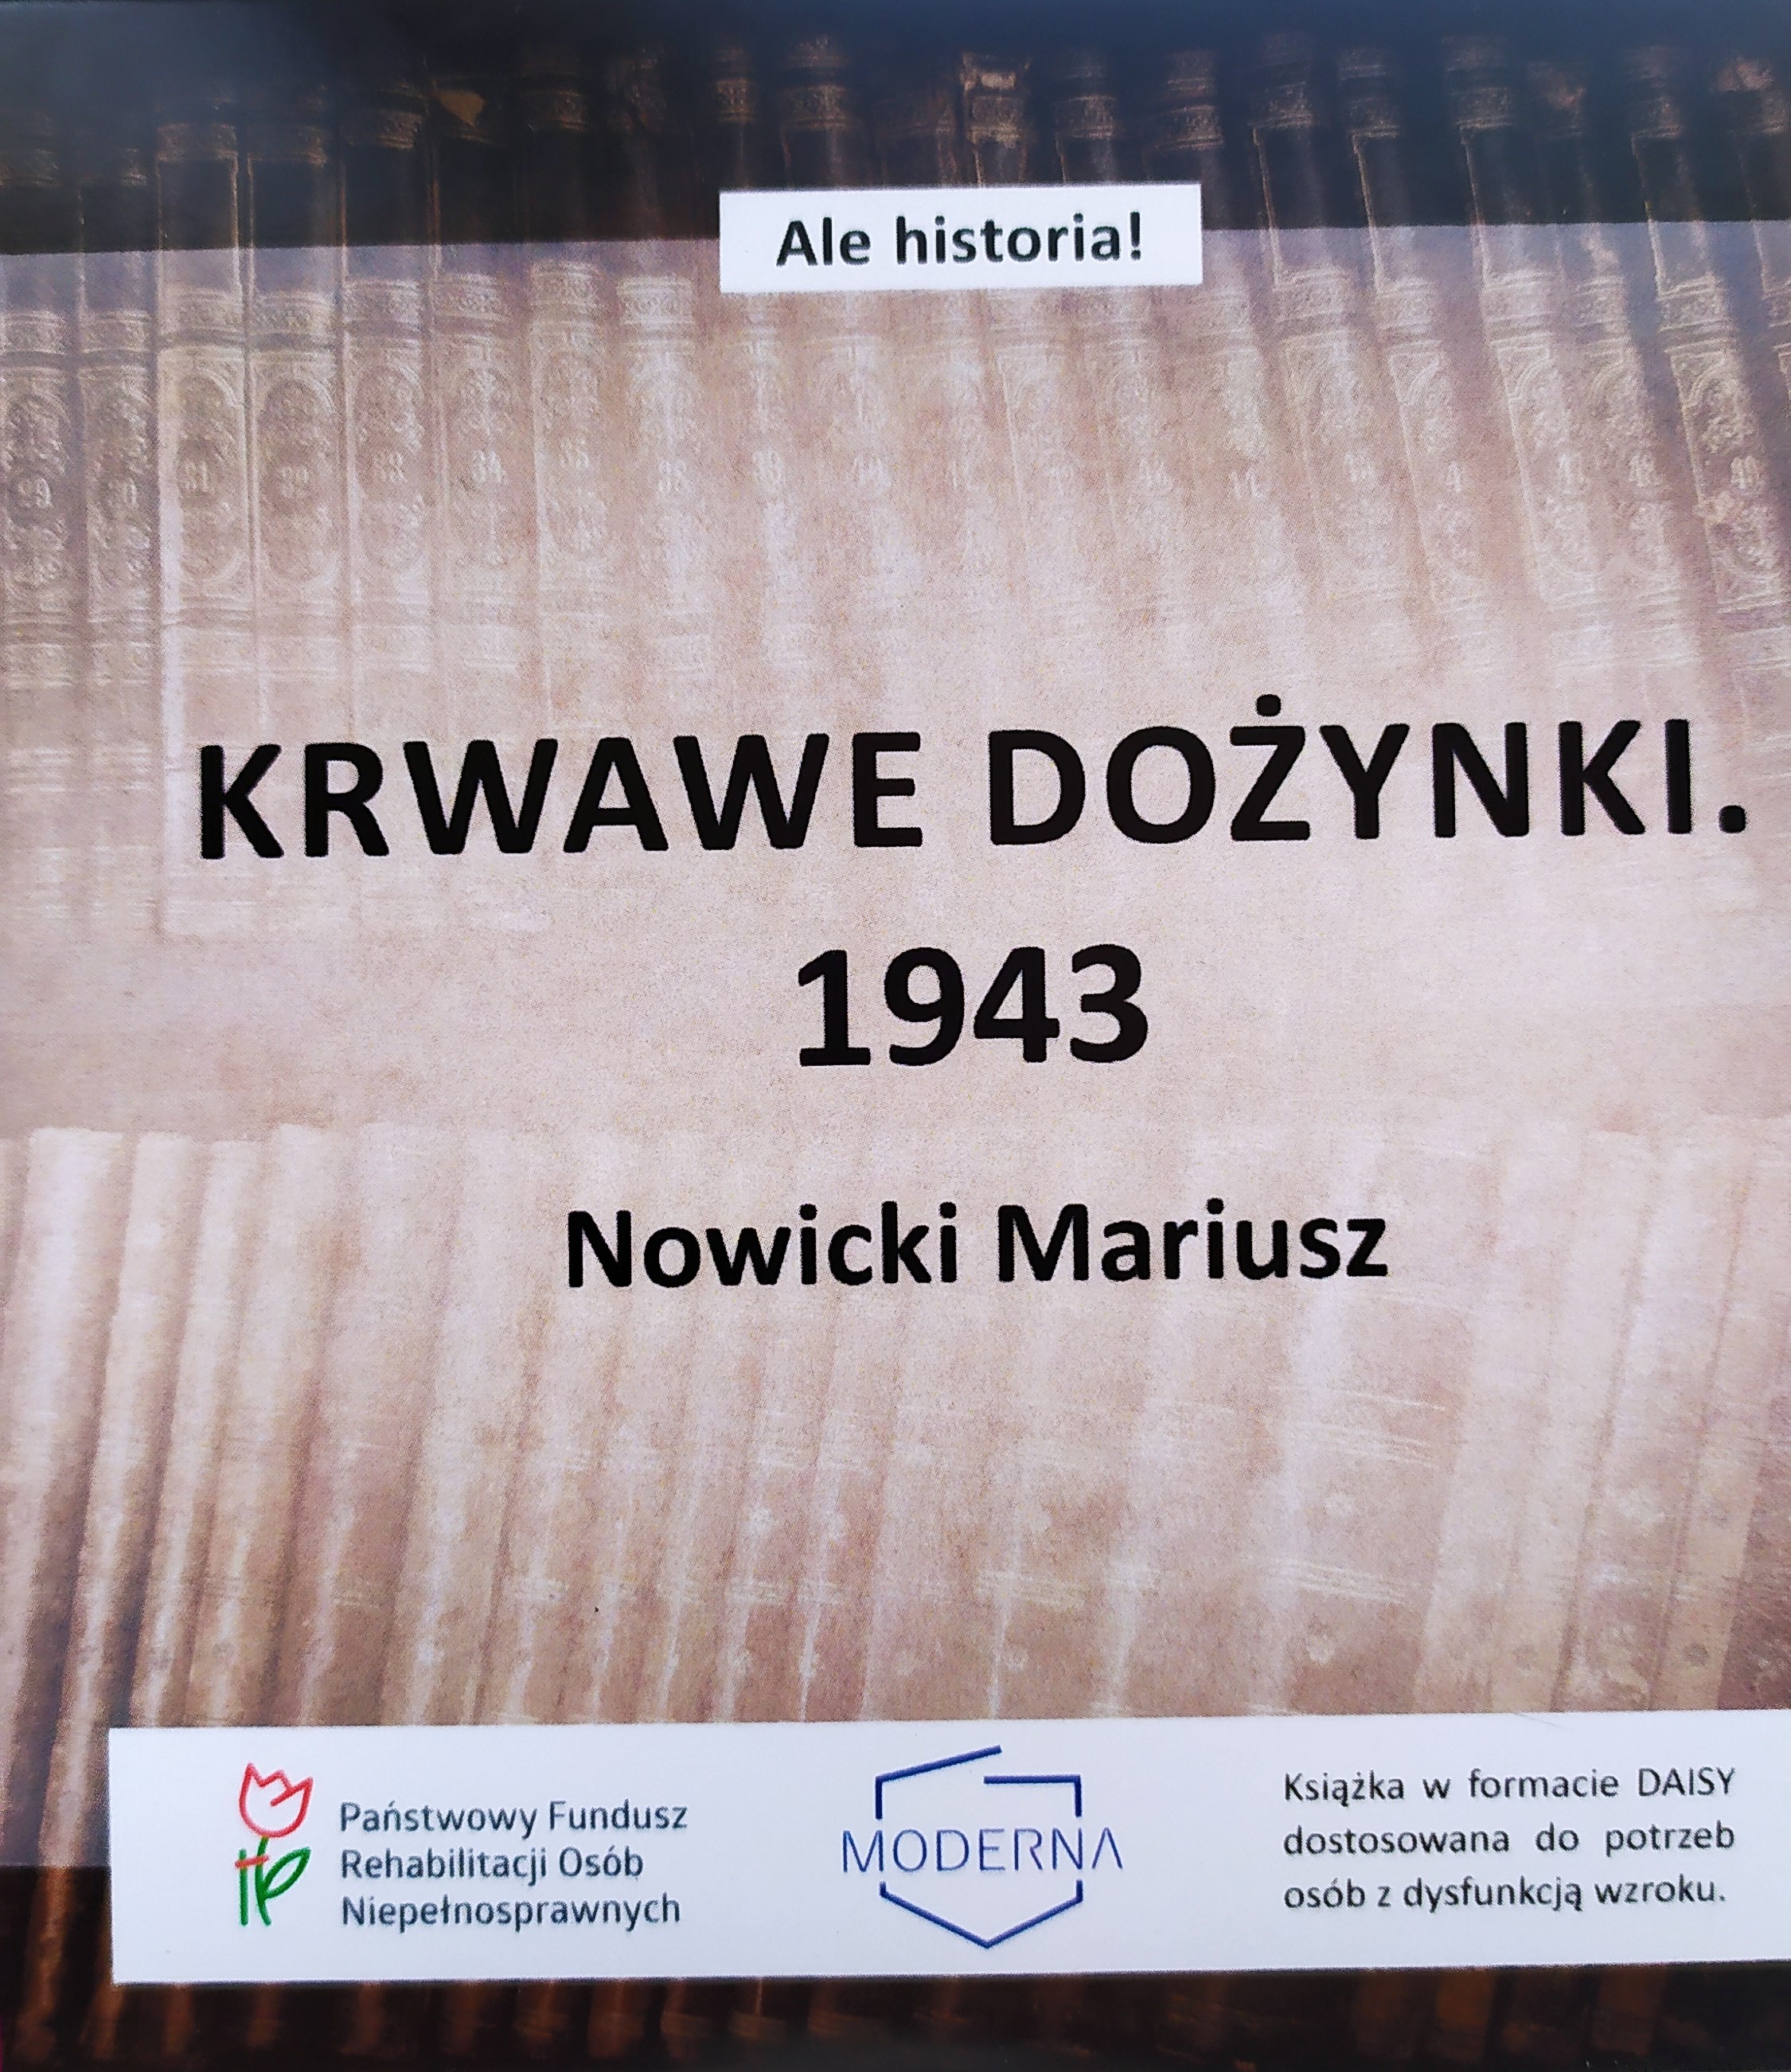 Ale historia!
KRWAWE DOŻYNKI.
1943
Nowicki Mariusz
Państwowy Fundusz
Rehabilitacji Osób
Niepełnosprawnych
MODERNA
Książka w formacie DAISY
dostosowana do potrzeb
osób z dysfunkcją wzroku.